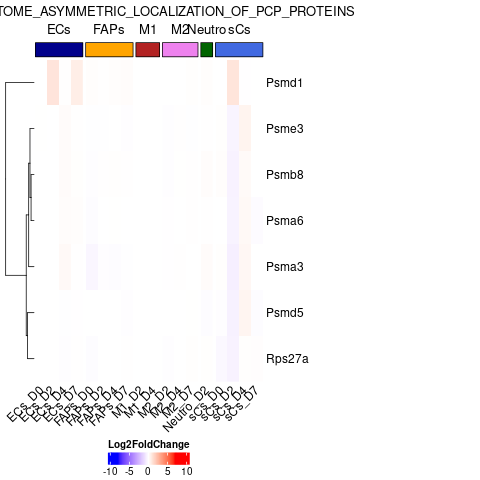 TOME_ASYMMETRIC_LOCALIZATION_OF_PCP_PROTEINS
ECs FAPs M1 M2 Neutro sCs
Psmd1
Psme3
Psmb8
Psma6
Psma3
Psmd5
Rps27a
ECs_D0
ECs_D2
ECs_D4
ECs_D7
FAPs_D0
FAPs_D2
FAPs_D4
FAPs_D7
M1_D2
M1_D4
M2_D2
M2_D4
M2_D7
Neutro_D2
sCs_D0
sCs_D2
sCs_D4
sCs_D7
Log2FoldChange
-10 -5 0 5 10